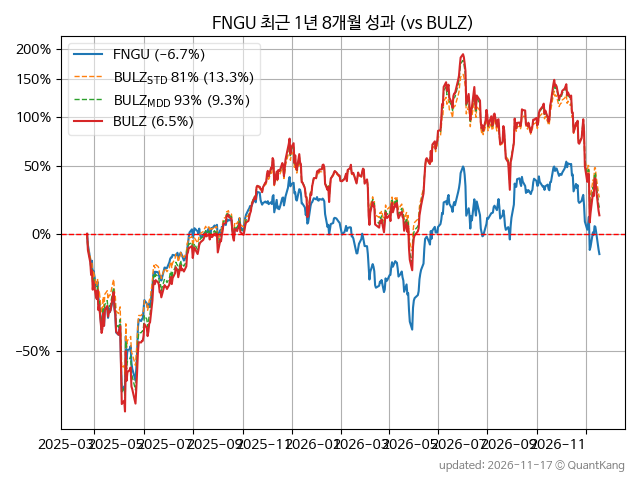 FNGU 최근 1년 8개월 성과 (vs BULZ)
200%
150%
100%
50%
0%
−50%
FNGU (−6.7%)
BULZSTD 81% (13.3%)
BULZMDD 93% (9.3%)
BULZ (6.5%)
2025-03 2025-05 2025-07 2025-09 2025-11 2026-01 2026-03 2026-05 2026-07 2026-09 2026-11
updated: 2026-11-17 © QuantKang